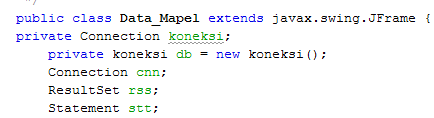 */
public class Data_Mapel extends javax.swing.JFrame {
private Connection koneksi;
private koneksi db = new koneksi();
Connection cnn;
ResultSet rss;
Statement stt;